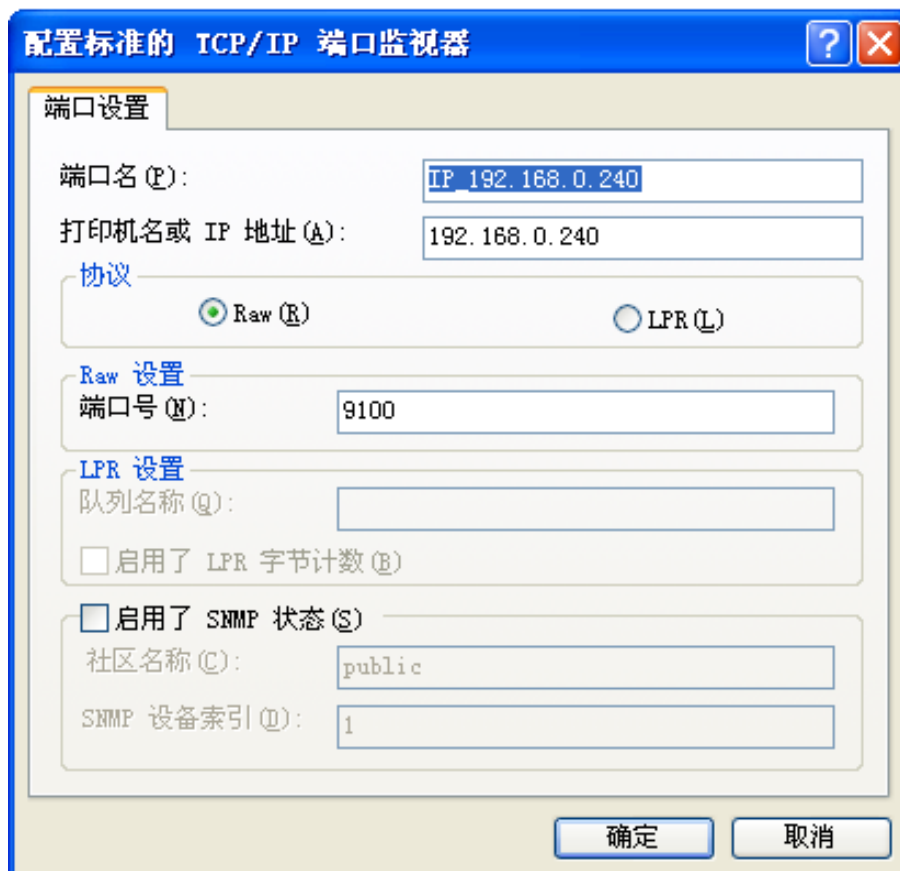 配置标准的 TCP/IP 端口监视器
端口设置
端口名(P): IP_192.168.0.240
打印机名或 IP 地址(A): 192.168.0.240
协议
Raw(R) LPR(L)
Raw 设置
端口号(N): 9100
LPR 设置
队列名称(Q):
启用了 LPR 字节计数(B)
启用了 SNMP 状态(S)
社区名称(C): public
SNMP 设备索引(D): 1
确定 取消